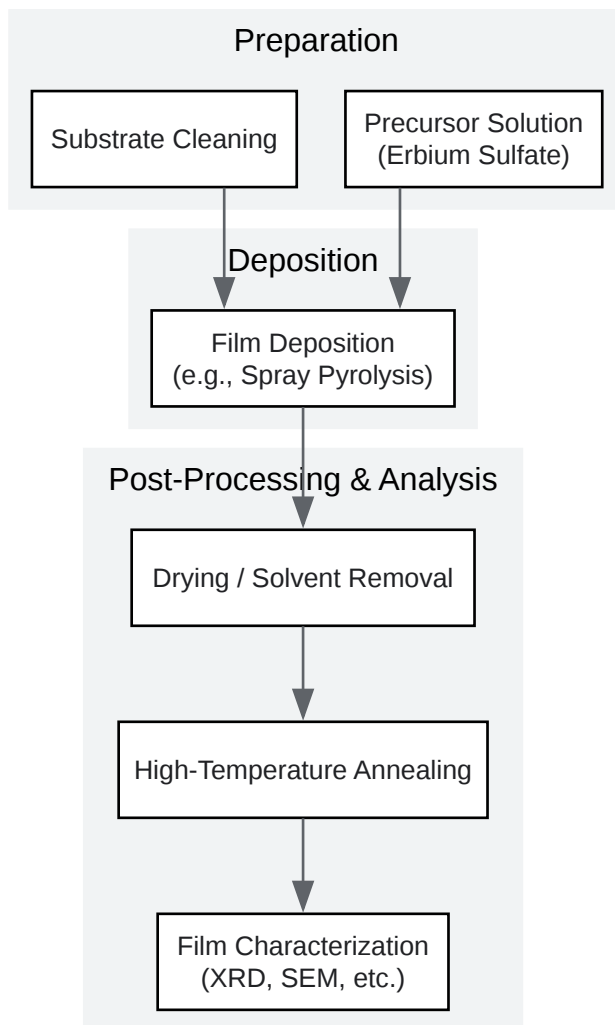 Preparation
Substrate Cleaning
Precursor Solution
(Erbium Sulfate)
Deposition
Film Deposition
(e.g., Spray Pyrolysis)
Post-Processing & Analysis
Drying / Solvent Removal
High-Temperature Annealing
Film Characterization
(XRD, SEM, etc.)